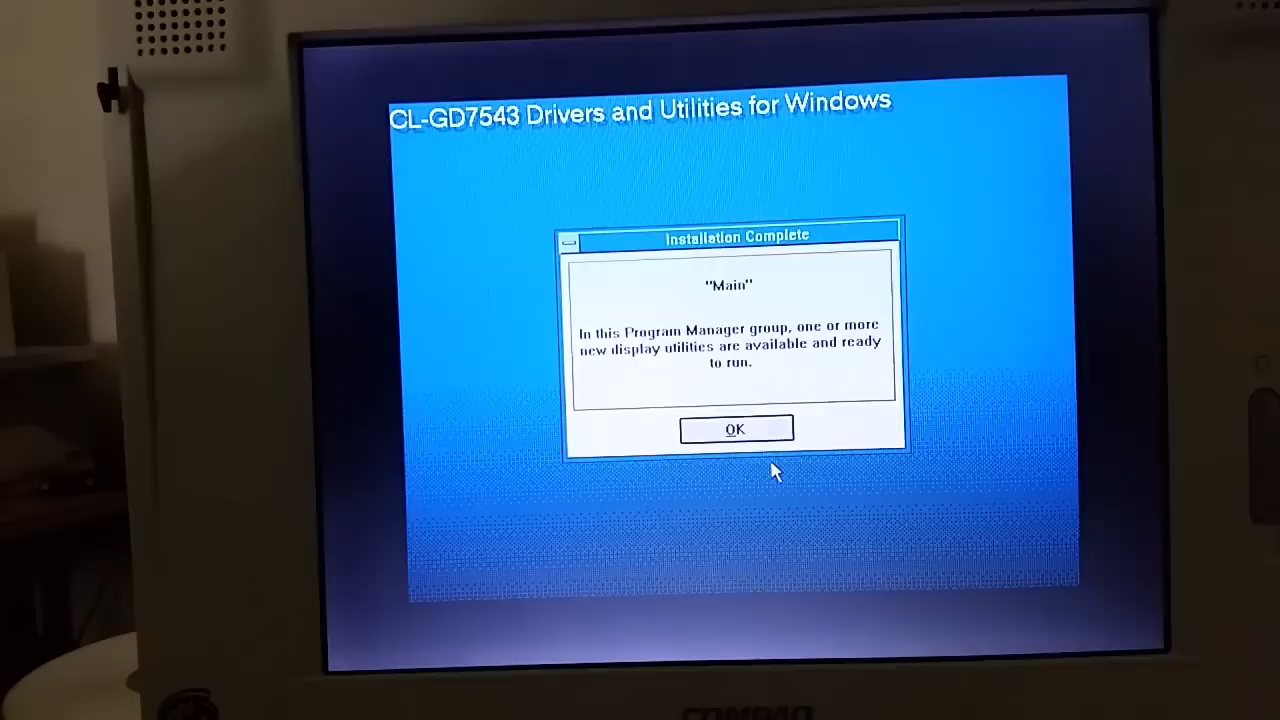 CL-GD7543 Drivers and Utilities for Windows
Installation Complete
"Main"
In this Program Manager group, one or more
new display utilities are available and ready
to run.
OK
COMPAQ